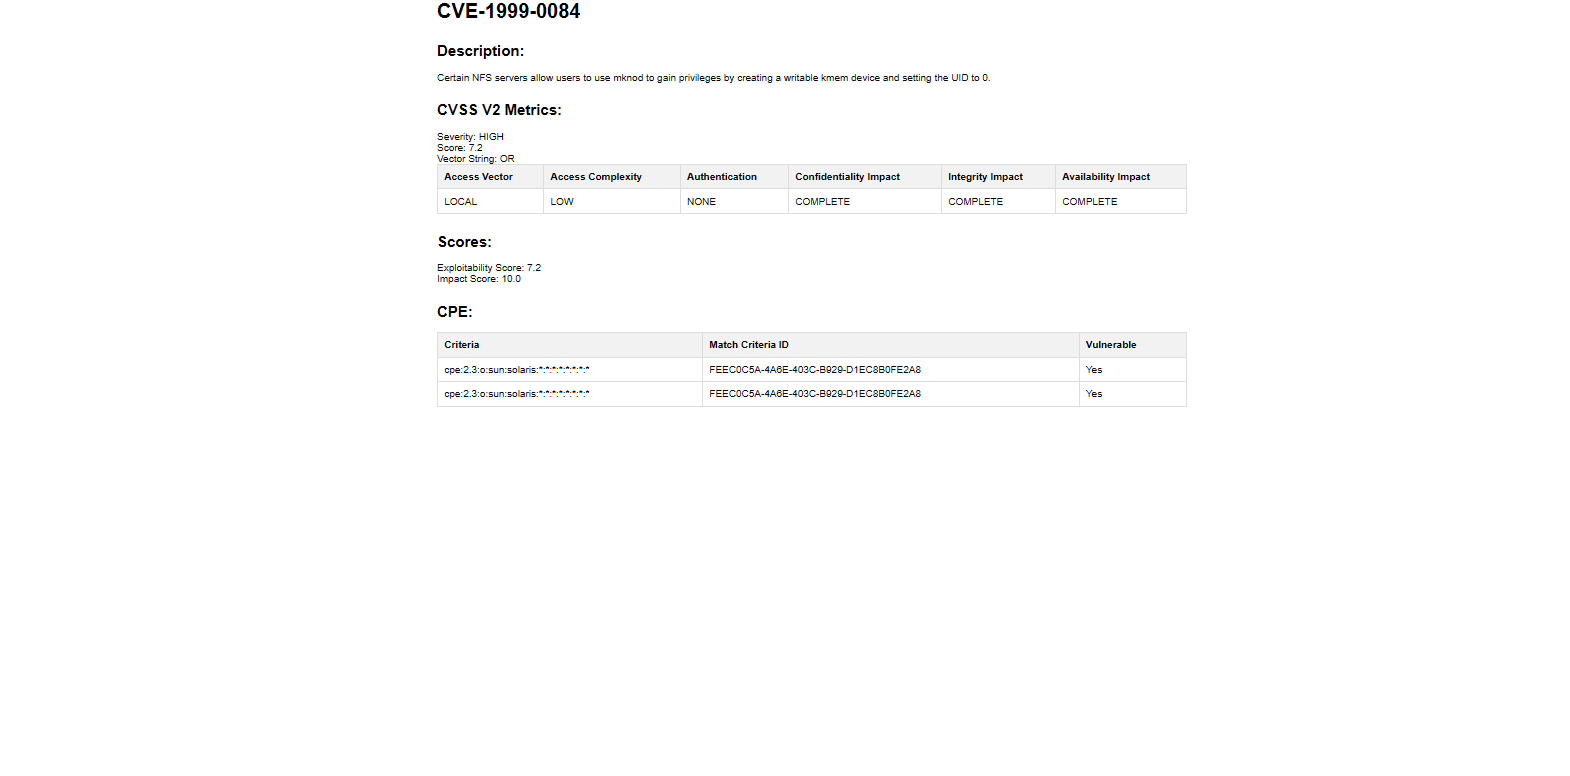 CVE-1999-0084
Description:
Certain NFS servers allow users to use mknod to gain privileges by creating a writable kmem device and setting the UID to 0.
CVSS V2 Metrics:
Severity: HIGH
Score: 7.2
Vector String: OR
Access Vector Access Complexity Authentication Confidentiality Impact Integrity Impact Availability Impact
LOCAL LOW NONE COMPLETE COMPLETE COMPLETE
Scores:
Exploitability Score: 7.2
Impact Score: 10.0
CPE:
Criteria Match Criteria ID Vulnerable
cpe:2.3:o:sun:solaris:*:*:*:*:*:*:*:* FEEC0C5A-4A6E-403C-B929-D1EC8B0FE2A8 Yes
cpe:2.3:o:sun:solaris:*:*:*:*:*:*:*:* FEEC0C5A-4A6E-403C-B929-D1EC8B0FE2A8 Yes